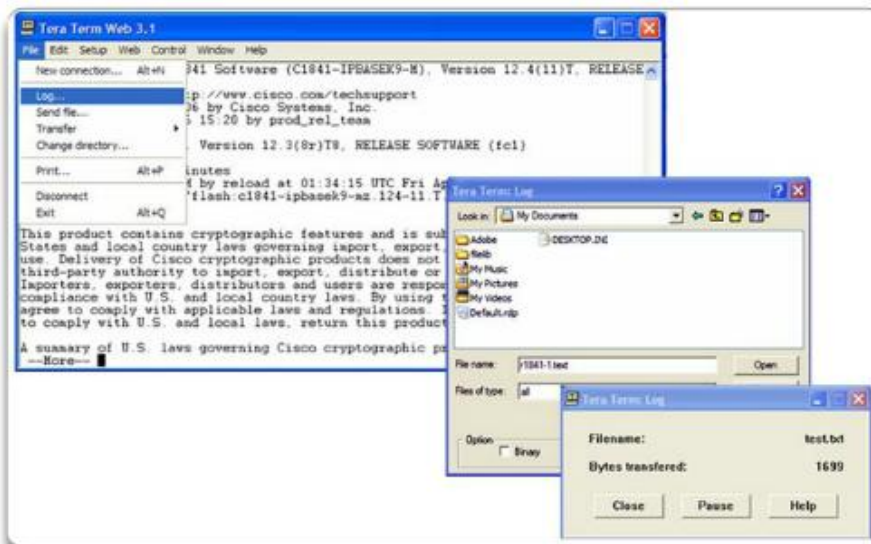 Tera Term Web 3.1
File Edit Setup Web Control Window Help
New connection... Alt+N
Log...
Send file...
Transfer
Change directory...
Print... Alt+P
Disconnect
Exit Alt+Q
841 Software (C1841-IPBASEK9-M), Version 12.4(11)T, RELEASE
p://www.cisco.com/techsupport
06 by Cisco Systems, Inc.
15:20 by prod_rel_team
Version 12.3(8r)T8, RELEASE SOFTWARE (fc1)
inutes
by reload at 01:34:15 UTC Fri Ap
"flash:c1841-ipbasek9-mz.124-11.T
This product contains cryptographic features and is sub
States and local country laws governing import, export,
use. Delivery of Cisco cryptographic products does not
third-party authority to import, export, distribute or
Importers, exporters, distributors and users are respon
compliance with U.S. and local country laws. By using t
agree to comply with applicable laws and regulations. I
to comply with U.S. and local laws, return this product
A summary of U.S. laws governing Cisco cryptographic pr
--More--
Tera Term: Log
Look in: My Documents
Adobe
filelib
My Music
My Pictures
My Videos
Default.rdp
DESKTOP.INI
File name: r1841-1.text
Open
Files of type: all
Option
Binary
Tera Term: Log
Filename: test.txt
Bytes transfered: 1699
Close Pause Help